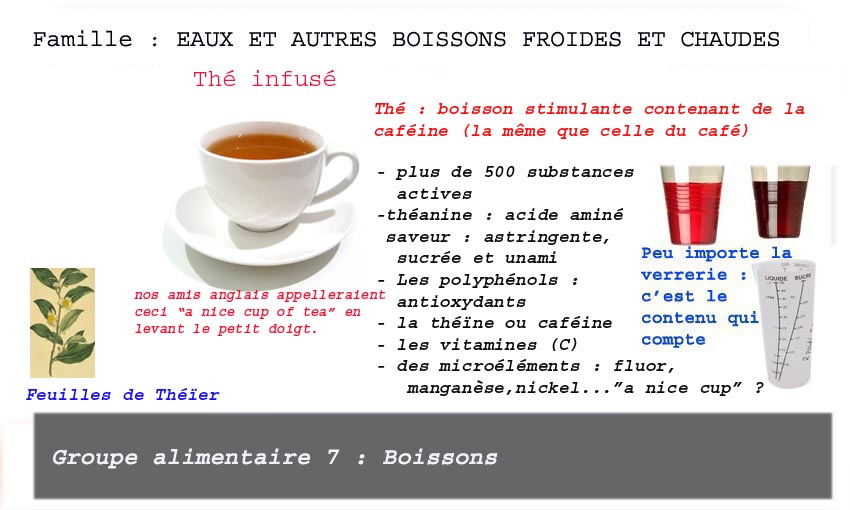 Famille : EAUX ET AUTRES BOISSONS FROIDES ET CHAUDES
Thé infusé
Thé : boisson stimulante contenant de la
caféine (la même que celle du café)
- plus de 500 substances
actives
-théanine : acide aminé
saveur : astringente,
sucrée et unami
- Les polyphénols :
antioxydants
- la théïne ou caféine
- les vitamines (C)
- des microéléments : fluor,
manganèse,nickel..."a nice cup" ?
Peu importe la
verrerie :
c'est le
contenu qui
compte
LIQUIDE SUCRE
nos amis anglais appelleraient
ceci "a nice cup of tea" en
levant le petit doigt.
Feuilles de Théïer
Groupe alimentaire 7 : Boissons